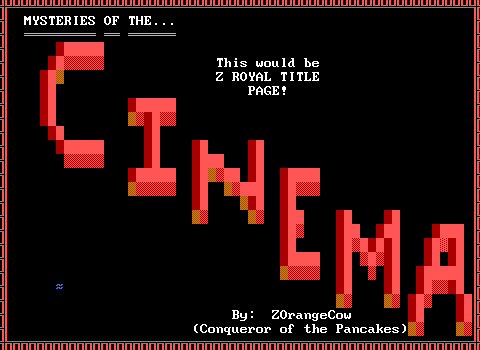 MYSTERIES OF THE...
CINEMA
This would be
Z ROYAL TITLE
PAGE!
By:  ZOrangeCow
(Conqueror of the Pancakes)